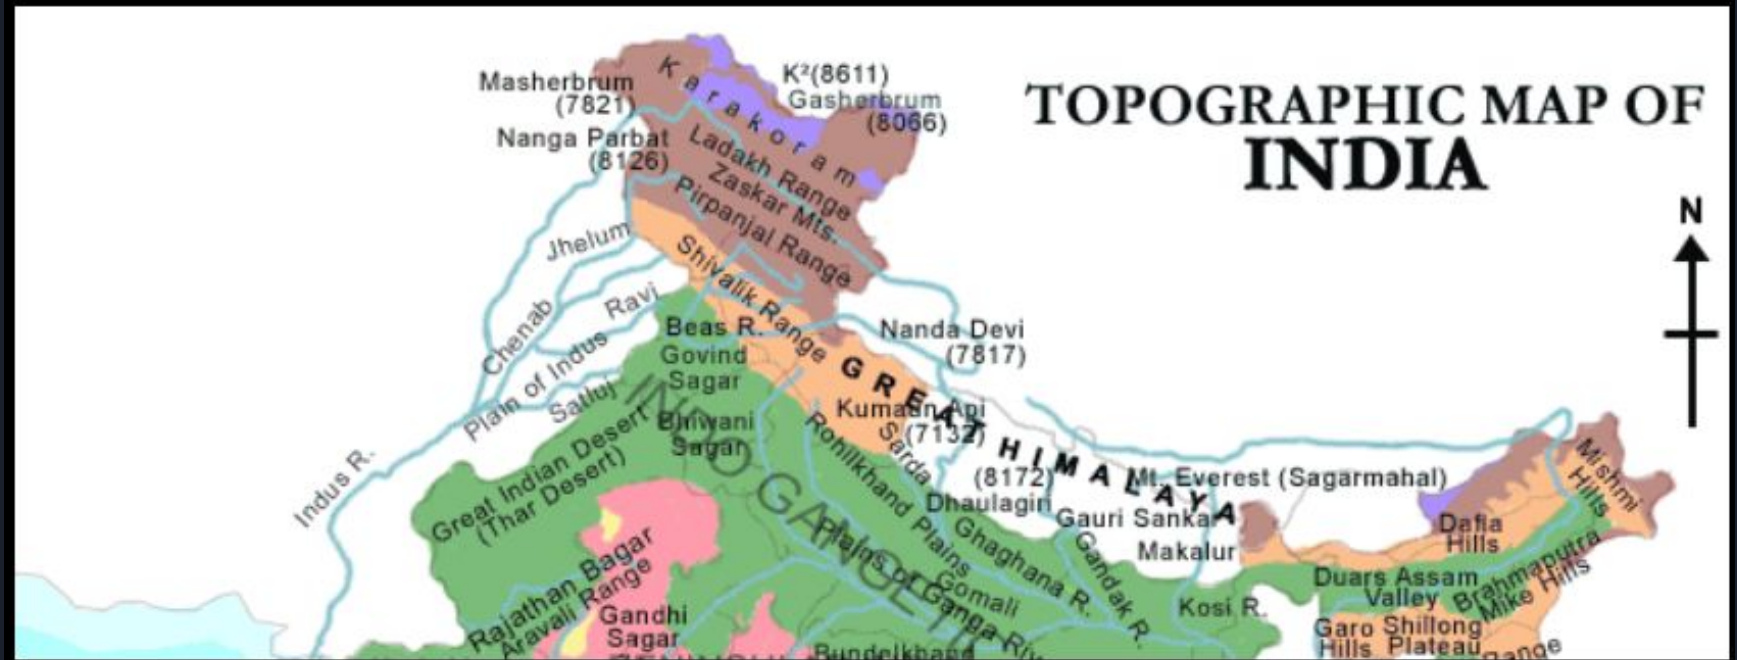 TOPOGRAPHIC MAP OF
INDIA
N
Masherbrum
(7821)
Karakoram
K²(8611)
Gasherbrum
(8066)
Nanga Parbat
(8126)
Ladakh Range
Zaskar Mts.
Pirpanjal Range
Jhelum
Shivalik Range
Ravi
Chenab
Beas R.
Nanda Devi
(7817)
Plain of Indus
Govind
Sagar
GREAT HIMALAYA
Satluj
Kumaun Api
(7132)
Bhiwani
Sagar
Sarda
Rohilkhand Plains
Great Indian Desert
(Thar Desert)
Indus R.
(8172)
Dhaulagiri
Mt. Everest (Sagarmahal)
Mishmi
Hills
Gauri Sankar
Makalur
Dafla
Hills
Plains of Ganga
Ghaghana R.
Gandak R.
Gomali
Rajathan Bagar
Aravali Range
Gandhi
Sagar
Kosi R.
Duars Assam
Valley
Brahmaputra
Mike Hills
Garo Shillong
Hills Plateau
Range
Bundelkhand